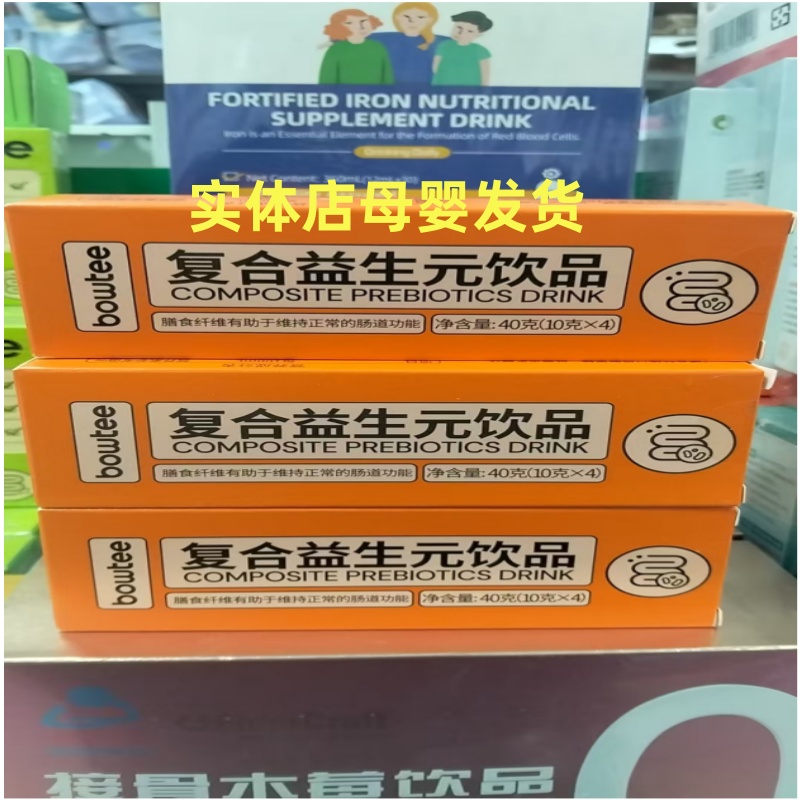 FORTIFIED IRON NUTRITIONAL
SUPPLEMENT DRINK
Iron is an Essential Element for the Formation of Red Blood Cells
实体店母婴发货
bowtee
复合益生元饮品
COMPOSITE PREBIOTICS DRINK
膳食纤维有助于维持正常的肠道功能
净含量:40克(10克×4)
bowtee
复合益生元饮品
COMPOSITE PREBIOTICS DRINK
膳食纤维有助于维持正常的肠道功能
净含量:40克(10克×4)
bowtee
复合益生元饮品
COMPOSITE PREBIOTICS DRINK
膳食纤维有助于维持正常的肠道功能
净含量:40克(10克×4)
接骨木莓饮品